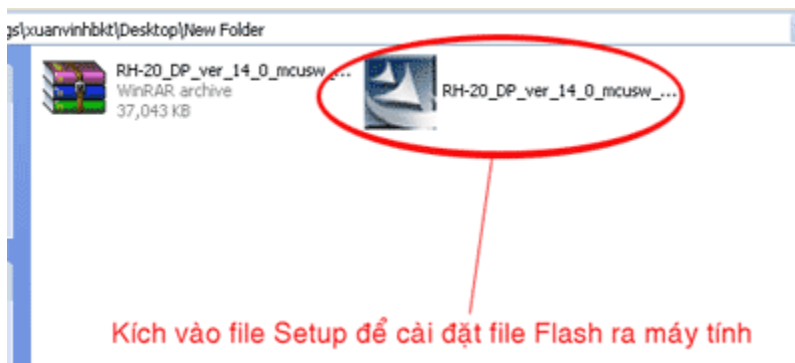 gs\xuanvinhbkt\Desktop\New Folder
RH-20_DP_ver_14_0_mcusw_...
WinRAR archive
37,043 KB
RH-20_DP_ver_14_0_mcusw_...
Kích vào file Setup để cài đặt file Flash ra máy tính